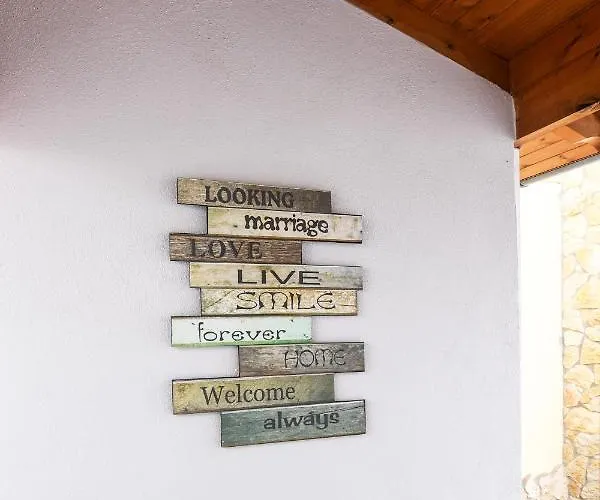 LOOKING
marriage
LOVE
LIVE
SMILE
forever
HOME
Welcome
always